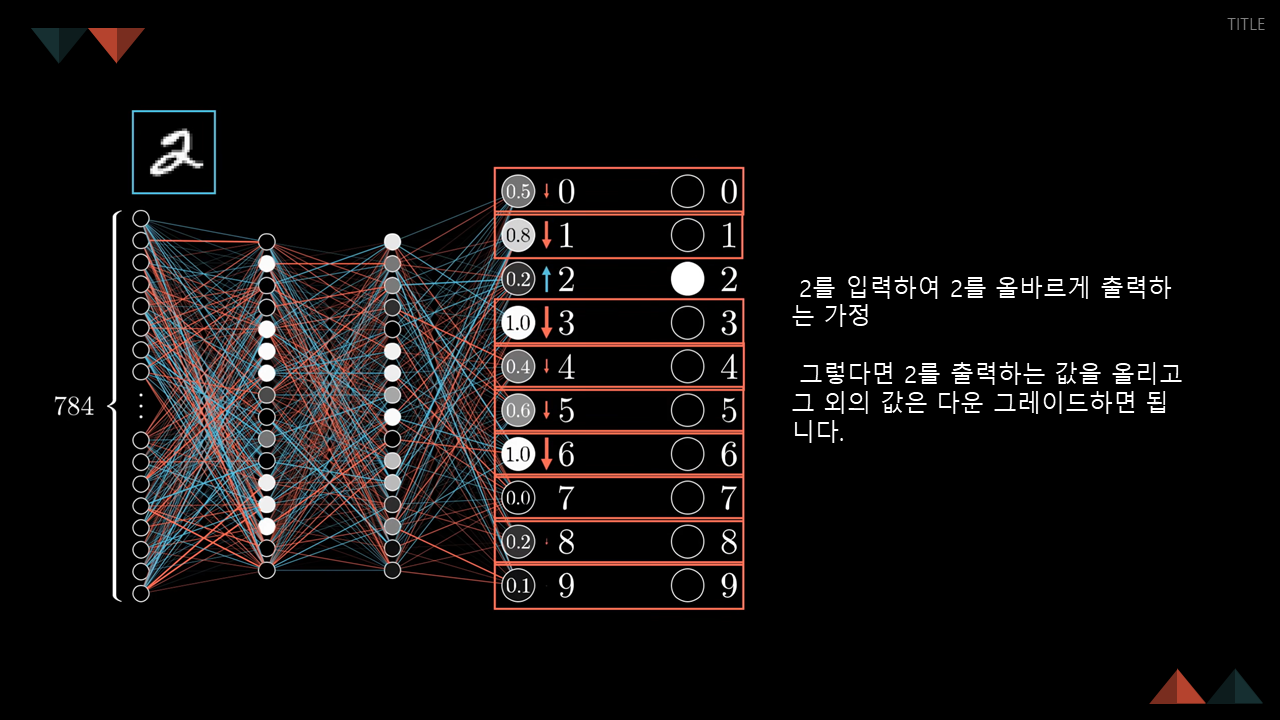 TITLE
784
0.5 0 0
0.8 1 1
0.2 2 2
1.0 3 3
0.4 4 4
0.6 5 5
1.0 6 6
0.0 7 7
0.2 8 8
0.1 9 9
2를 입력하여 2를 올바르게 출력하
는 가정
그렇다면 2를 출력하는 값을 올리고
그 외의 값은 다운 그레이드하면 됩
니다.